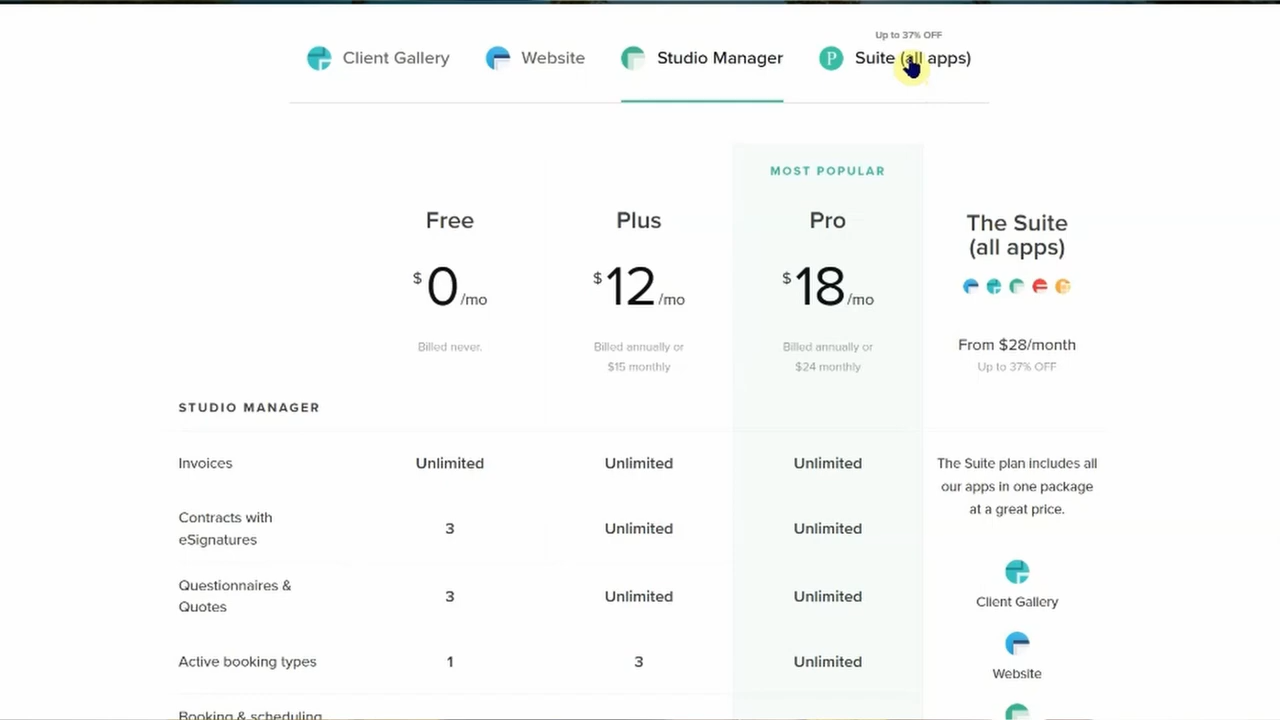 Up to 37% OFF
Client Gallery
Website
Studio Manager
P
Suite (all apps)
MOST POPULAR
Free
Plus
Pro
The Suite
(all apps)
$0/mo
$12/mo
$18/mo
Billed never.
Billed annually or
$15 monthly
Billed annually or
$24 monthly
From $28/month
Up to 37% OFF
STUDIO MANAGER
Invoices
Unlimited
Unlimited
Unlimited
The Suite plan includes all
our apps in one package
at a great price.
Contracts with
eSignatures
3
Unlimited
Unlimited
Questionnaires &
Quotes
3
Unlimited
Unlimited
Client Gallery
Active booking types
1
3
Unlimited
Website
Booking & scheduling